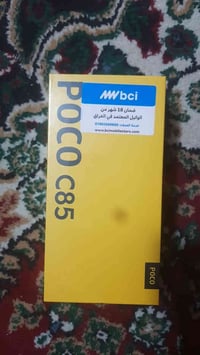 bci
ضمان 18 شهر من
الوكيل المعتمد في العراق
www.bcimobilestore.com
POCO C85
POCO